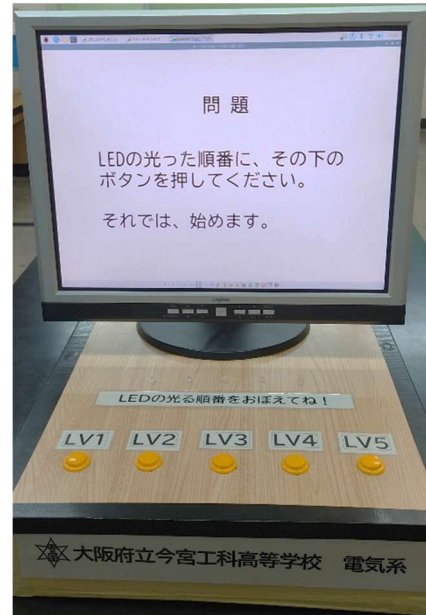 問題
LEDの光った順番に、その下の
ボタンを押してください。
それでは、始めます。
LEDの光る順番をおぼえてね！
LV1 LV2 LV3 LV4 LV5
大阪府立今宮工科高等学校 電気系